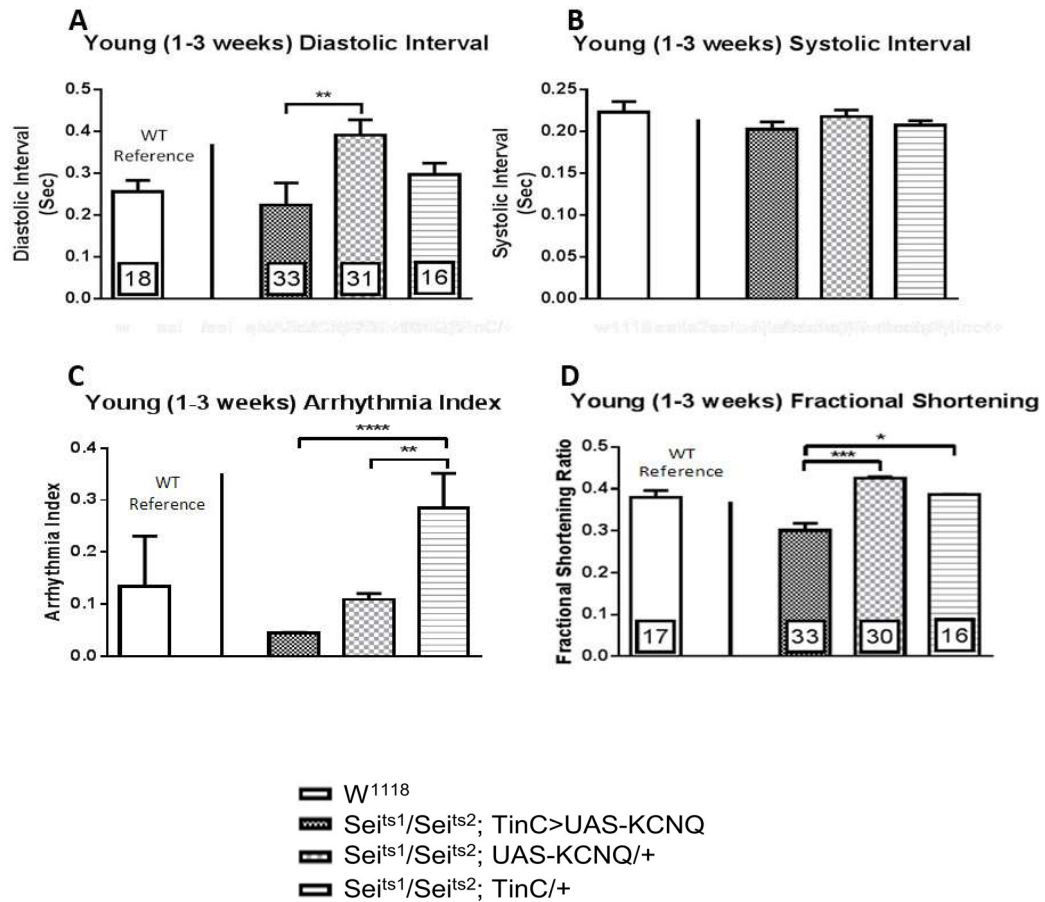 A
Young (1-3 weeks) Diastolic Interval
Diastolic Interval
(Sec)
0.5
0.4
0.3
0.2
0.1
0.0
WT
Reference
**
18
33
31
16
B
Young (1-3 weeks) Systolic Interval
Systolic Interval
(Sec)
0.25
0.20
0.15
0.10
0.05
0.00
C
Young (1-3 weeks) Arrhythmia Index
Arrhythmia Index
0.4
0.3
0.2
0.1
0.0
WT
Reference
****
**
D
Young (1-3 weeks) Fractional Shortening
Fractional Shortening Ratio
0.5
0.4
0.3
0.2
0.1
0.0
WT
Reference
*
***
17
33
30
16
W¹¹¹⁸
Seiᵗˢ¹/Seiᵗˢ²; TinC>UAS-KCNQ
Seiᵗˢ¹/Seiᵗˢ²; UAS-KCNQ/+
Seiᵗˢ¹/Seiᵗˢ²; TinC/+